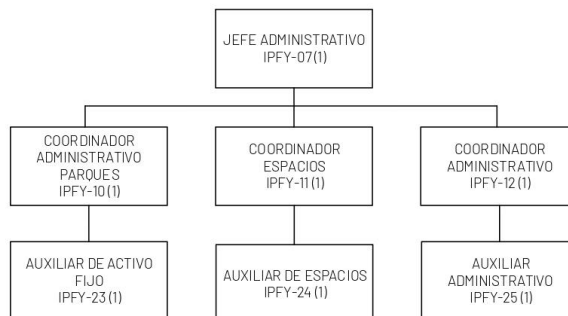 JEFE ADMINISTRATIVO
IPFY-07(1)
COORDINADOR
ADMINISTRATIVO
PARQUES
IPFY-10(1)
COORDINADOR
ESPACIOS
IPFY-11(1)
COORDINADOR
ADMINISTRATIVO
IPFY-12(1)
AUXILIAR DE ACTIVO
FIJO
IPFY-23(1)
AUXILIAR DE ESPACIOS
IPFY-24(1)
AUXILIAR
ADMINISTRATIVO
IPFY-25(1)